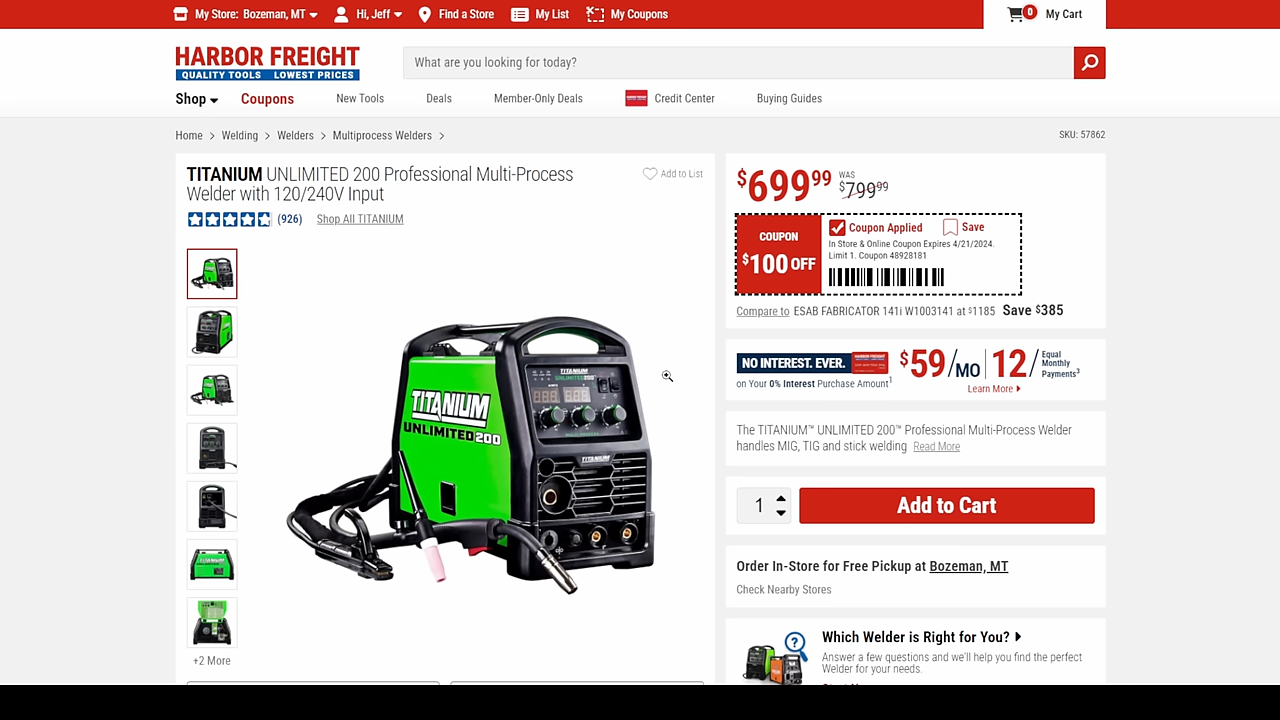 My Store: Bozeman, MT
Hi, Jeff
Find a Store
My List
My Coupons
0
My Cart
HARBOR FREIGHT
QUALITY TOOLS LOWEST PRICES
What are you looking for today?
Shop
Coupons
New Tools
Deals
Member-Only Deals
Credit Center
Buying Guides
Home > Welding > Welders > Multiprocess Welders >
SKU: 57862
TITANIUM UNLIMITED 200 Professional Multi-Process
Welder with 120/240V Input
Add to List
(926)
Shop All TITANIUM
TITANIUM
UNLIMITED200
TITANIUM
UNLIMITED 200
TITANIUM
+2 More
$699 99
WAS
$799 99
COUPON
$100 OFF
Coupon Applied
Save
In Store & Online Coupon Expires 4/21/2024.
Limit 1. Coupon 48928181
Compare to ESAB FABRICATOR 141i W1003141 at $1185 Save $385
NO INTEREST. EVER.
on Your 0% Interest Purchase Amount1
$59/MO
12/
Equal
Monthly
Payments3
Learn More
The TITANIUM™ UNLIMITED 200™ Professional Multi-Process Welder
handles MIG, TIG and stick welding Read More
1
Add to Cart
Order In-Store for Free Pickup at Bozeman, MT
Check Nearby Stores
Which Welder is Right for You?
Answer a few questions and we'll help you find the perfect
Welder for your needs.